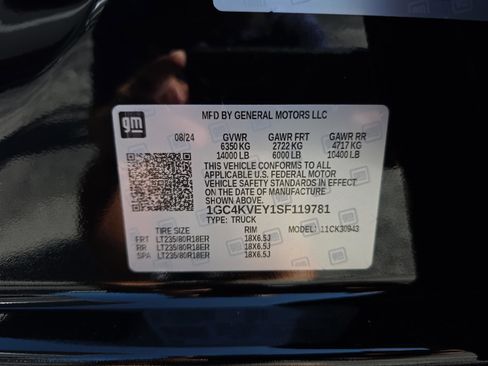 gm
MFD BY GENERAL MOTORS LLC
08/24 GVWR GAWR FRT GAWR RR
6350 KG 2722 KG 4717 KG
14000 LB 6000 LB 10400 LB
THIS VEHICLE CONFORMS TO ALL APPLICABLE
U.S. FEDERAL MOTOR
VEHICLE SAFETY STANDARDS IN
EFFECT ON THE DATE OF MANUFACTURE
SHOWN ABOVE.
1GC4KVEY1SF119781
TYPE: TRUCK
TIRE SIZE RIM MODEL: 11CK30943
FRT LT235/80R18ER 18X6.5J
RR LT235/80R18ER 18X6.5J
SPA LT235/80R18ER 18X6.5J